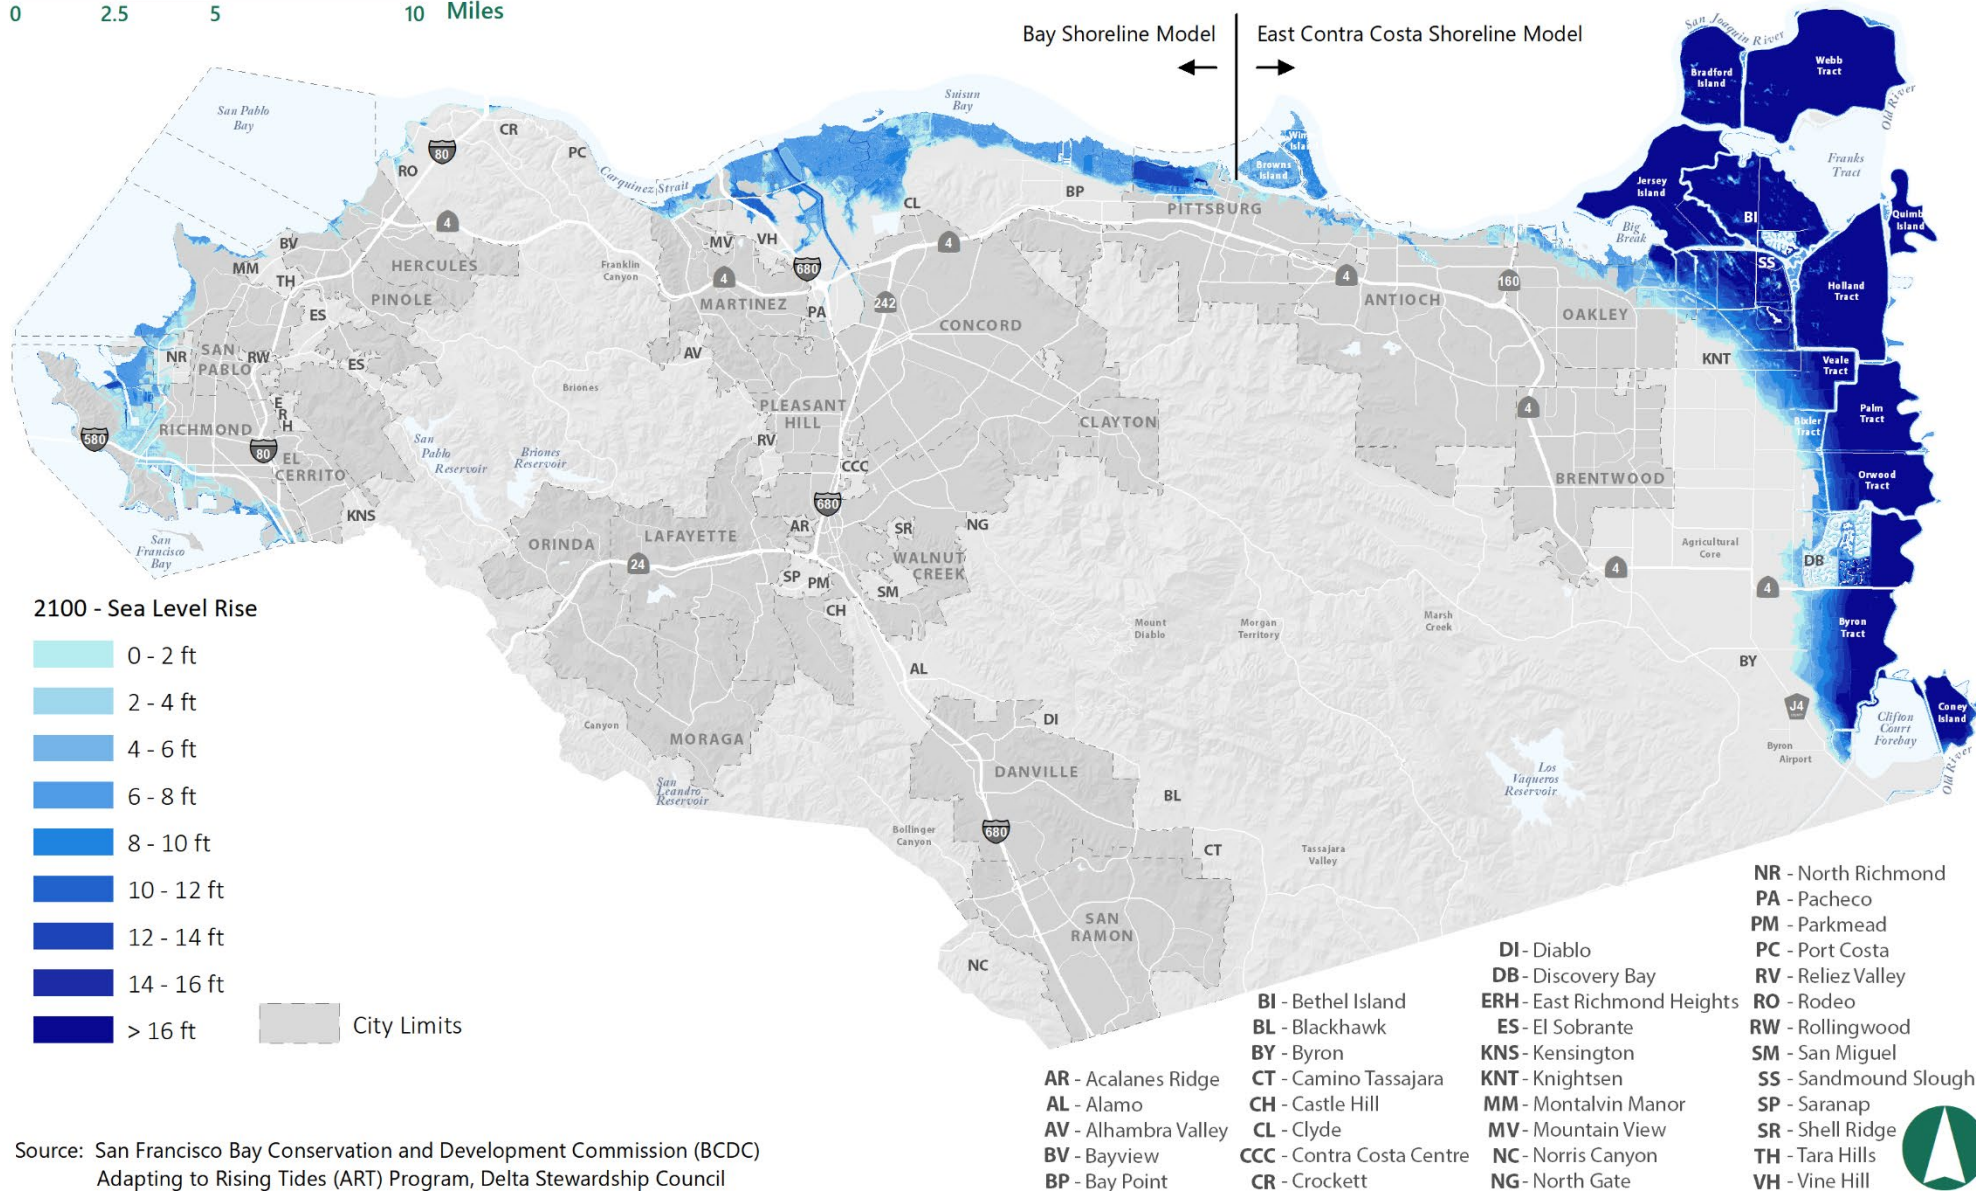 0 2.5 5 10 Miles
Bay Shoreline Model
East Contra Costa Shoreline Model
San Joaquin River
Bradford
Island
Webb
Tract
Old River
Franks
Tract
San Pablo
Bay
Suisun
Bay
Carquinez Strait
Browns
Island
Jersey
Island
Big
Break
BI
SS
Quimby
Island
Holland
Tract
Veale
Tract
Palm
Tract
Bixler
Tract
Orwood
Tract
DB
Byron
Tract
Coney
Island
Clifton
Court
Forebay
Old River
CR
80
RO
PC
4
BV
MM
TH
HERCULES
PINOLE
ES
Franklin
Canyon
NR
SAN
PABLO
RW
ES
E
R
H
RICHMOND
580
80
EL
CERRITO
KNS
San
Francisco
Bay
San
Pablo
Reservoir
Briones
Briones
Reservoir
MV
VH
4
680
MARTINEZ
PA
AV
CL
4
242
CONCORD
BP
PITTSBURG
PLEASANT
HILL
RV
CLAYTON
CCC
680
4
ANTIOCH
160
OAKLEY
KNT
4
BRENTWOOD
Agricultural
Core
4
4
ORINDA
LAFAYETTE
24
AR
SR
NG
WALNUT
CREEK
SP
PM
SM
CH
Mount
Diablo
Morgan
Territory
Marsh
Creek
BY
J4
Byron
Airport
AL
Canyon
MORAGA
San
Leandro
Reservoir
DI
DANVILLE
BL
680
Bollinger
Canyon
CT
Tassajara
Valley
Los
Vaqueros
Reservoir
SAN
RAMON
NC
2100 - Sea Level Rise
0 - 2 ft
2 - 4 ft
4 - 6 ft
6 - 8 ft
8 - 10 ft
10 - 12 ft
12 - 14 ft
14 - 16 ft
> 16 ft
City Limits
AR - Acalanes Ridge
AL - Alamo
AV - Alhambra Valley
BV - Bayview
BP - Bay Point
BI - Bethel Island
BL - Blackhawk
BY - Byron
CT - Camino Tassajara
CH - Castle Hill
CL - Clyde
CCC - Contra Costa Centre
CR - Crockett
DI - Diablo
DB - Discovery Bay
ERH - East Richmond Heights
ES - El Sobrante
KNS - Kensington
KNT - Knightsen
MM - Montalvin Manor
MV - Mountain View
NC - Norris Canyon
NG - North Gate
NR - North Richmond
PA - Pacheco
PM - Parkmead
PC - Port Costa
RV - Reliez Valley
RO - Rodeo
RW - Rollingwood
SM - San Miguel
SS - Sandmound Slough
SP - Saranap
SR - Shell Ridge
TH - Tara Hills
VH - Vine Hill
Source: San Francisco Bay Conservation and Development Commission (BCDC)
Adapting to Rising Tides (ART) Program, Delta Stewardship Council